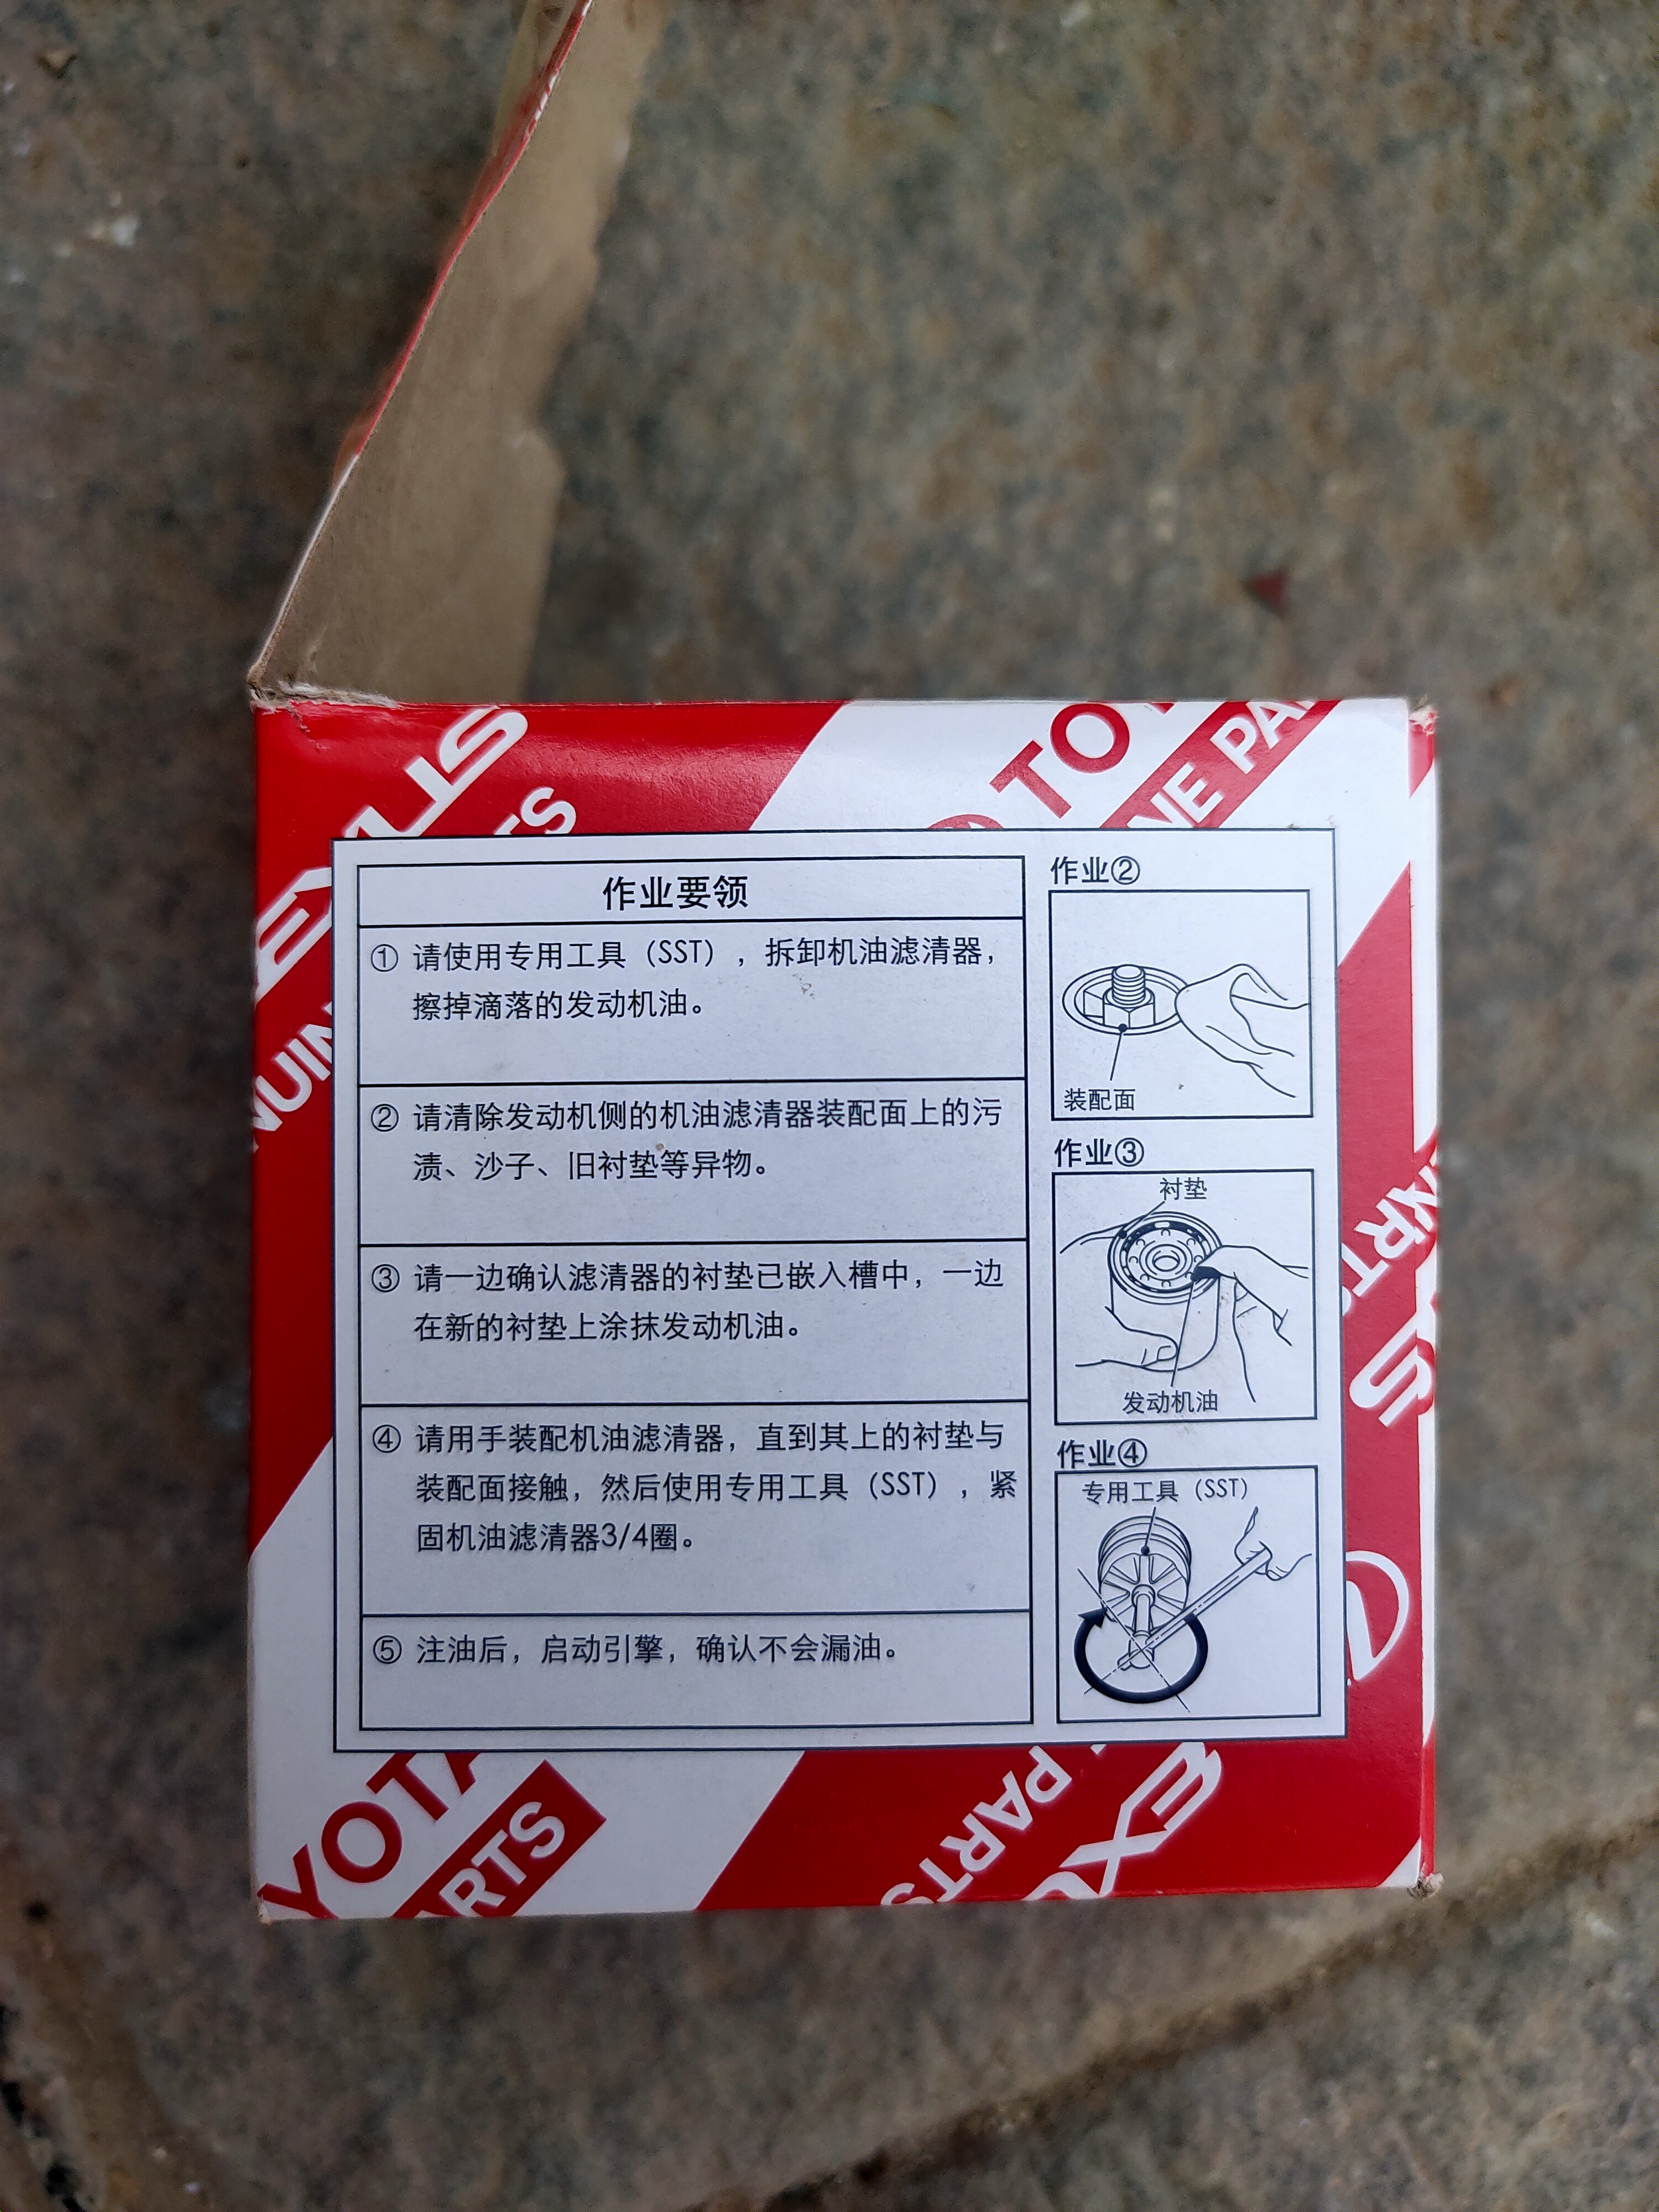 LEXUS
TO
NE PA
作业要领
① 请使用专用工具（SST），拆卸机油滤清器，
擦掉滴落的发动机油。
② 请清除发动机侧的机油滤清器装配面上的污
渍、沙子、旧衬垫等异物。
③ 请一边确认滤清器的衬垫已嵌入槽中，一边
在新的衬垫上涂抹发动机油。
④ 请用手装配机油滤清器，直到其上的衬垫与
装配面接触，然后使用专用工具（SST），紧
固机油滤清器3/4圈。
⑤ 注油后，启动引擎，确认不会漏油。
作业②
装配面
作业③
衬垫
发动机油
作业④
专用工具（SST）
YOTA
ARTS
PARTS